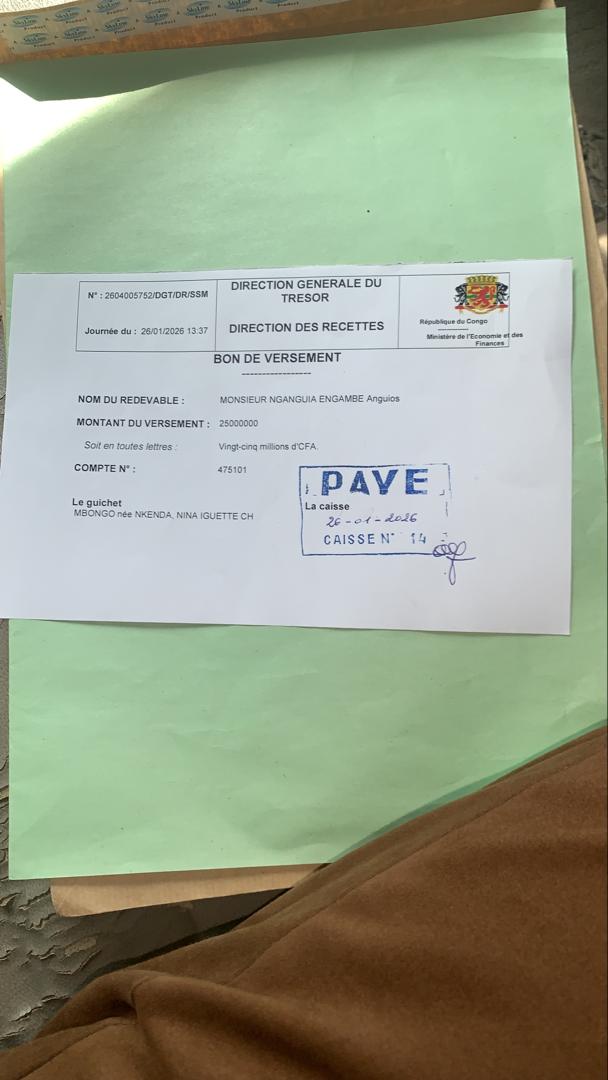 SkyLine
Product
N° : 2604005752/DGT/DR/SSM
Journée du : 26/01/2026 13:37
DIRECTION GENERALE DU
TRESOR
DIRECTION DES RECETTES
République du Congo
Ministère de l'Economie et des
Finances
BON DE VERSEMENT
NOM DU REDEVABLE : MONSIEUR NGANGUIA ENGAMBE Anguios
MONTANT DU VERSEMENT : 25000000
Soit en toutes lettres : Vingt-cinq millions d'CFA.
COMPTE N° : 475101
Le guichet
MBONGO née NKENDA, NINA IGUETTE CH
PAYE
La caisse
26-01-2026
CAISSE N° 14